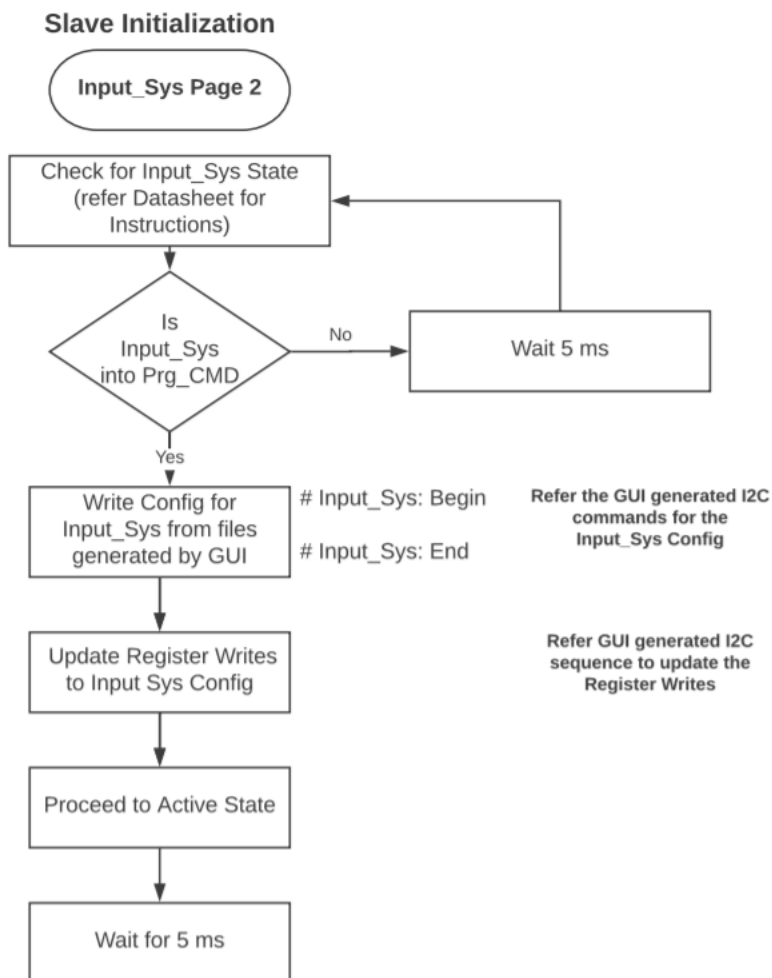 Slave Initialization
Input_Sys Page 2
Check for Input_Sys State
(refer Datasheet for
Instructions)
Is
Input_Sys
into Prg_CMD
No
Wait 5 ms
Yes
Write Config for
Input_Sys from files
generated by GUI
# Input_Sys: Begin
# Input_Sys: End
Refer the GUI generated I2C
commands for the
Input_Sys Config
Update Register Writes
to Input Sys Config
Refer GUI generated I2C
sequence to update the
Register Writes
Proceed to Active State
Wait for 5 ms